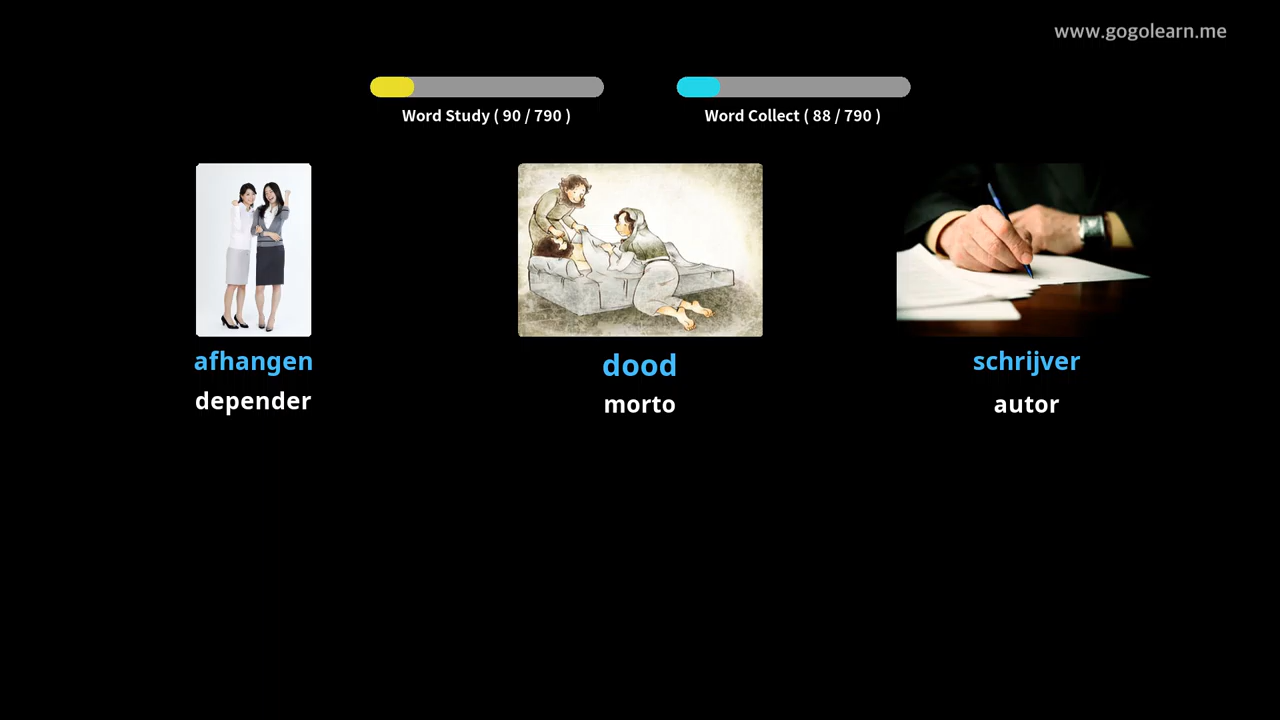 www.gogolearn.me
Word Study ( 90 / 790 )
Word Collect ( 88 / 790 )
afhangen
depender
dood
morto
schrijver
autor